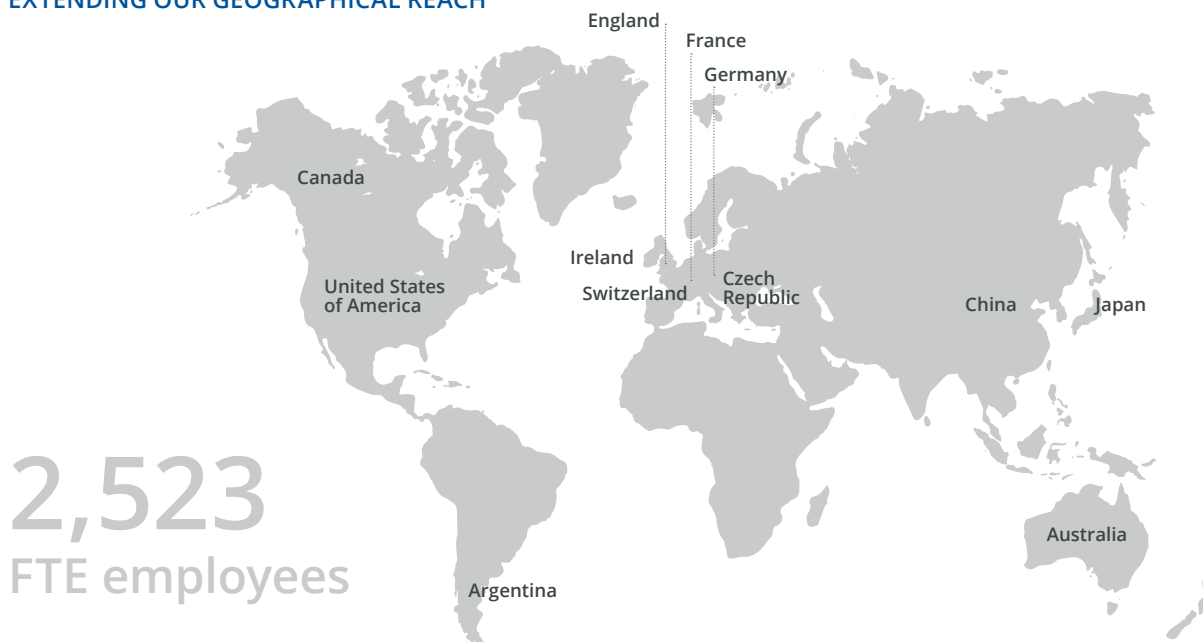 EXTENDING OUR GEOGRAPHICAL REACH
England
France
Germany
Canada
Ireland
United States
of America
Switzerland
Czech
Republic
China
Japan
2,523
FTE employees
Australia
Argentina